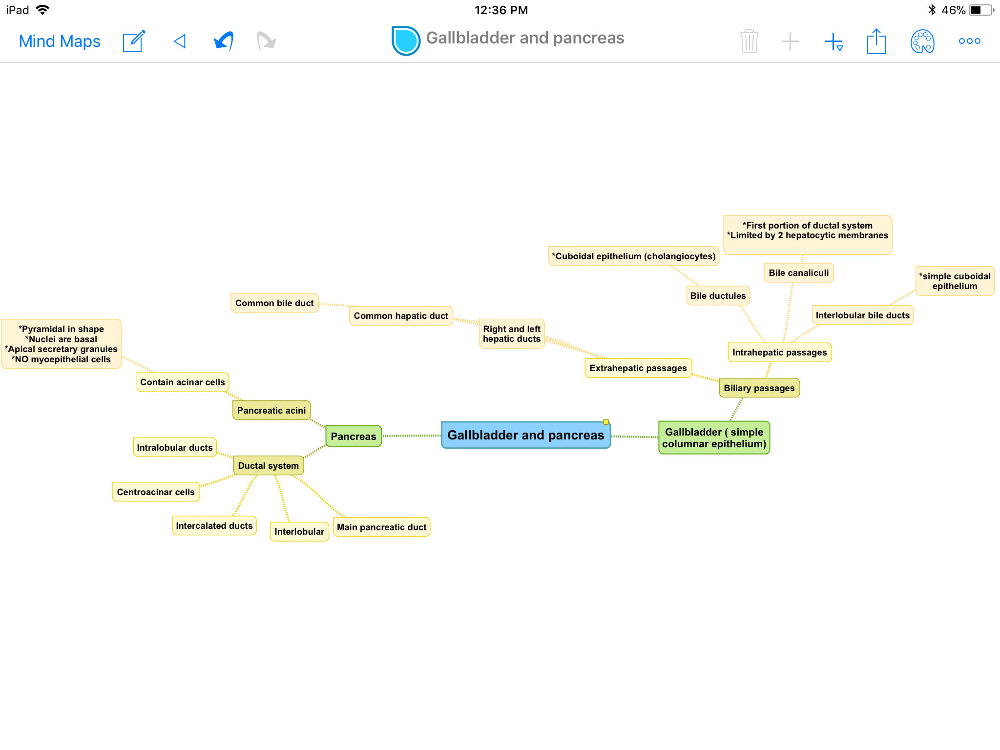 iPad
12:36 PM
46%
Mind Maps
Gallbladder and pancreas
*First portion of ductal system
*Limited by 2 hepatocytic membranes
*Cuboidal epithelium (cholangiocytes)
Bile canaliculi
*simple cuboidal
epithelium
Bile ductules
Common bile duct
Common hapatic duct
Interlobular bile ducts
Right and left
hepatic ducts
*Pyramidal in shape
*Nuclei are basal
*Apical secretary granules
*NO myoepithelial cells
Intrahepatic passages
Extrahepatic passages
Contain acinar cells
Biliary passages
Pancreatic acini
Pancreas
Gallbladder and pancreas
Gallbladder ( simple
columnar epithelium)
Intralobular ducts
Ductal system
Centroacinar cells
Intercalated ducts
Interlobular
Main pancreatic duct